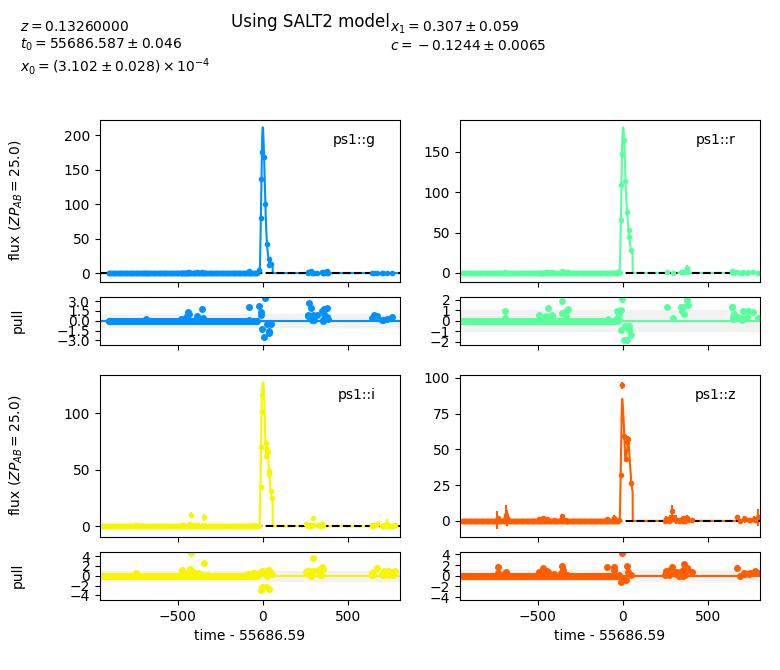 Using SALT2 model
z = 0.13260000
t₀ = 55686.587 ± 0.046
x₀ = (3.102 ± 0.028) × 10⁻⁴
x₁ = 0.307 ± 0.059
c = −0.1244 ± 0.0065
ps1::g
200
150
100
50
0
flux (ZP_AB = 25.0)
ps1::r
150
100
50
0
3.0
1.5
0.0
−1.5
−3.0
pull
2
1
0
−1
−2
ps1::i
100
50
0
flux (ZP_AB = 25.0)
ps1::z
100
75
50
25
0
4
2
0
−2
−4
pull
−500
0
500
time - 55686.59
4
2
0
−2
−4
−500
0
500
time - 55686.59